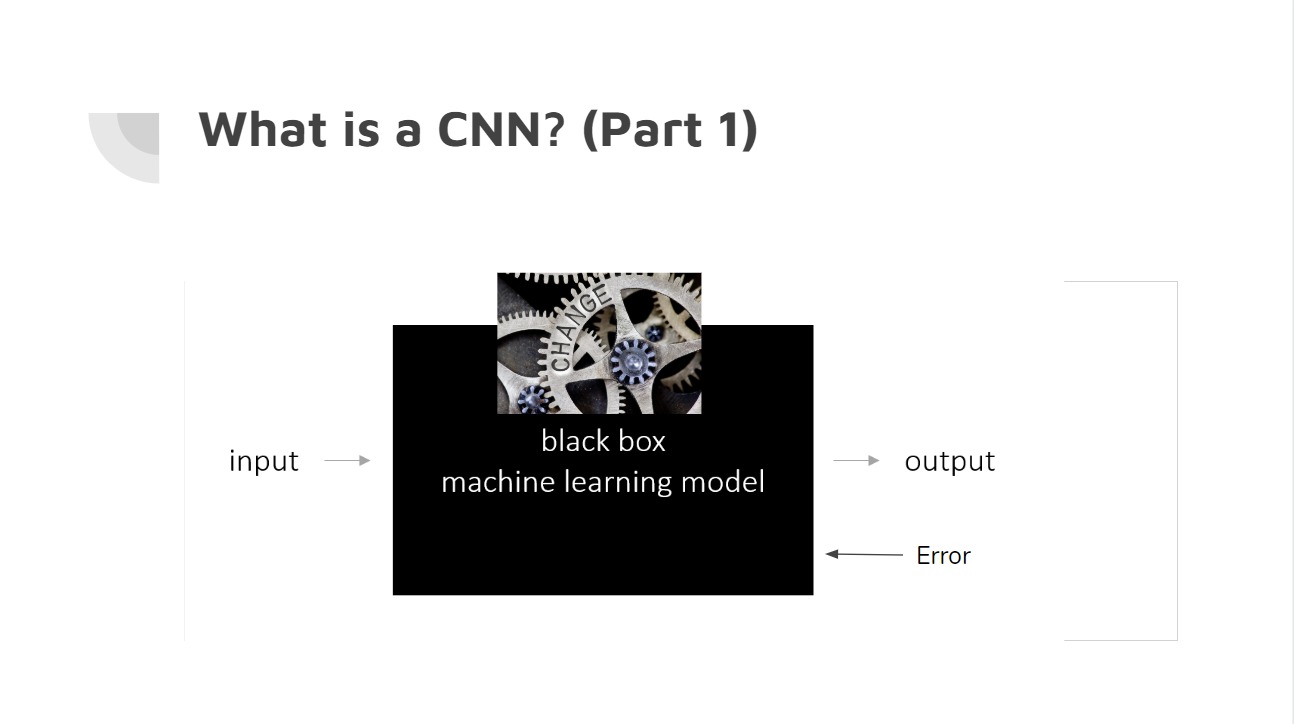 What is a CNN? (Part 1)
CHANGE
black box
machine learning model
input
output
Error